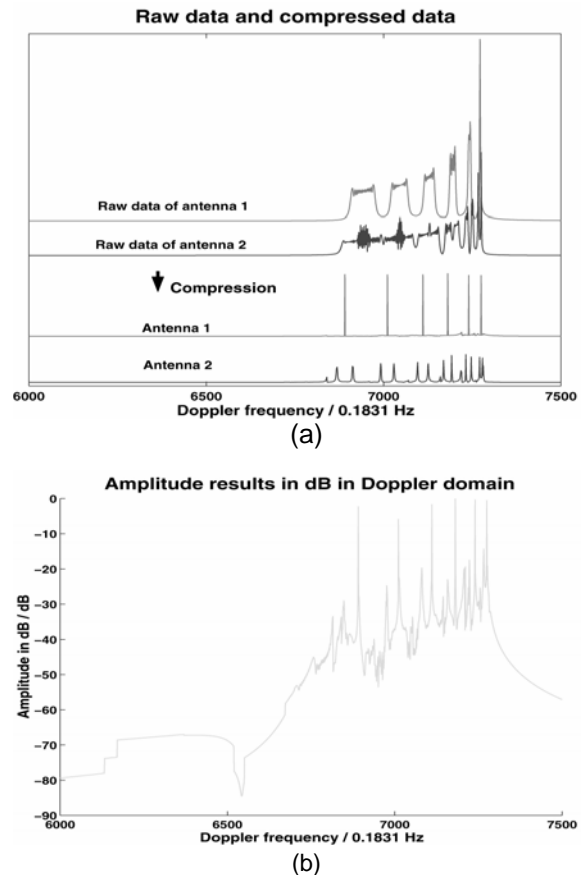 Raw data and compressed data
Raw data of antenna 1
Raw data of antenna 2
Compression
Antenna 1
Antenna 2
6000 6500 7000 7500
Doppler frequency / 0.1831 Hz
(a)
Amplitude results in dB in Doppler domain
0
−10
−20
−30
−40
−50
−60
−70
−80
−90
Amplitude in dB / dB
6000 6500 7000 7500
Doppler frequency / 0.1831 Hz
(b)